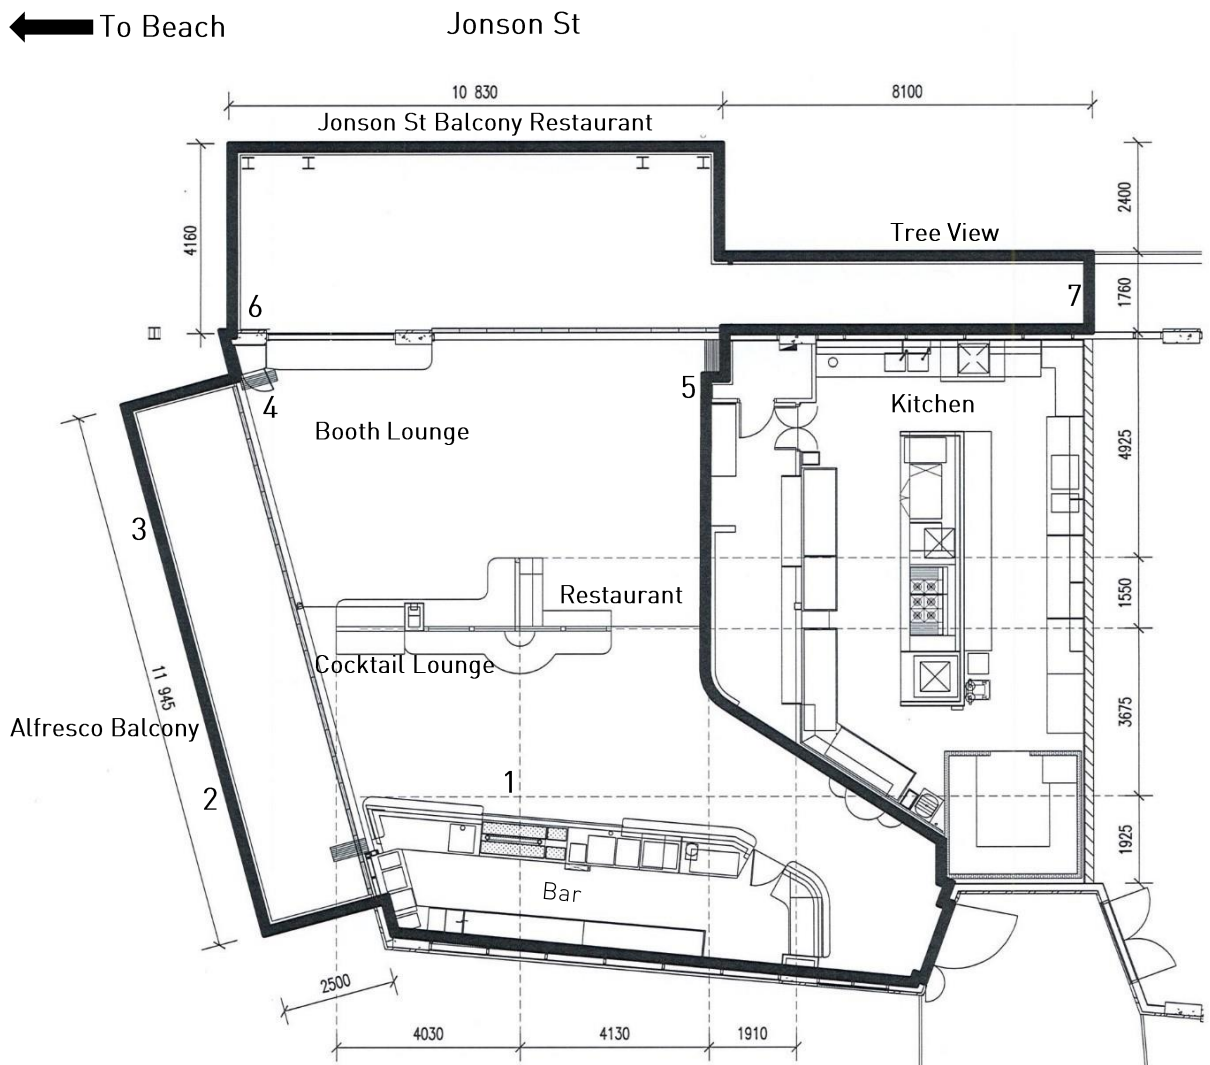 To Beach
Jonson St
10 830
8100
Jonson St Balcony Restaurant
2400
4160
Tree View
1760
7
6
5
4
Kitchen
Booth Lounge
4925
3
1550
Restaurant
Cocktail Lounge
11 945
3675
Alfresco Balcony
1
2
1925
Bar
2500
4030
4130
1910